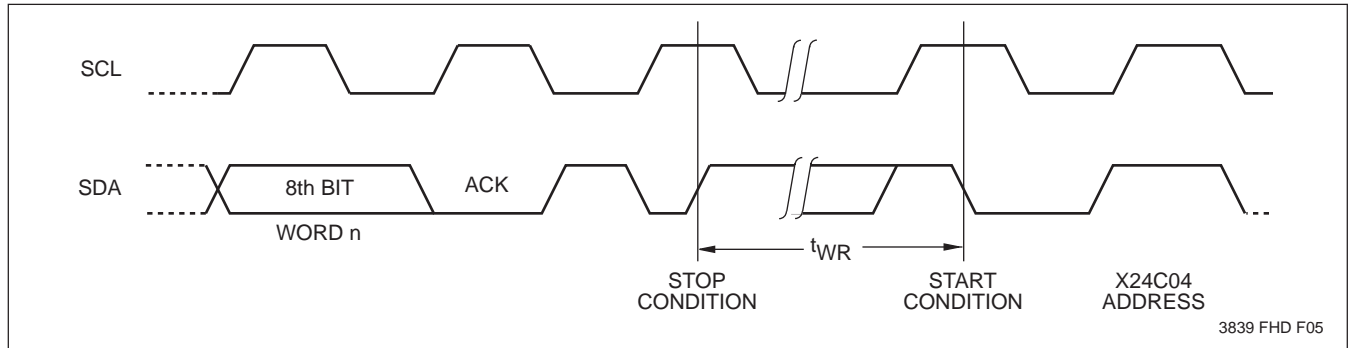 SCL
SDA
8th BIT
ACK
WORD n
tWR
STOP
CONDITION
START
CONDITION
X24C04
ADDRESS
3839 FHD F05